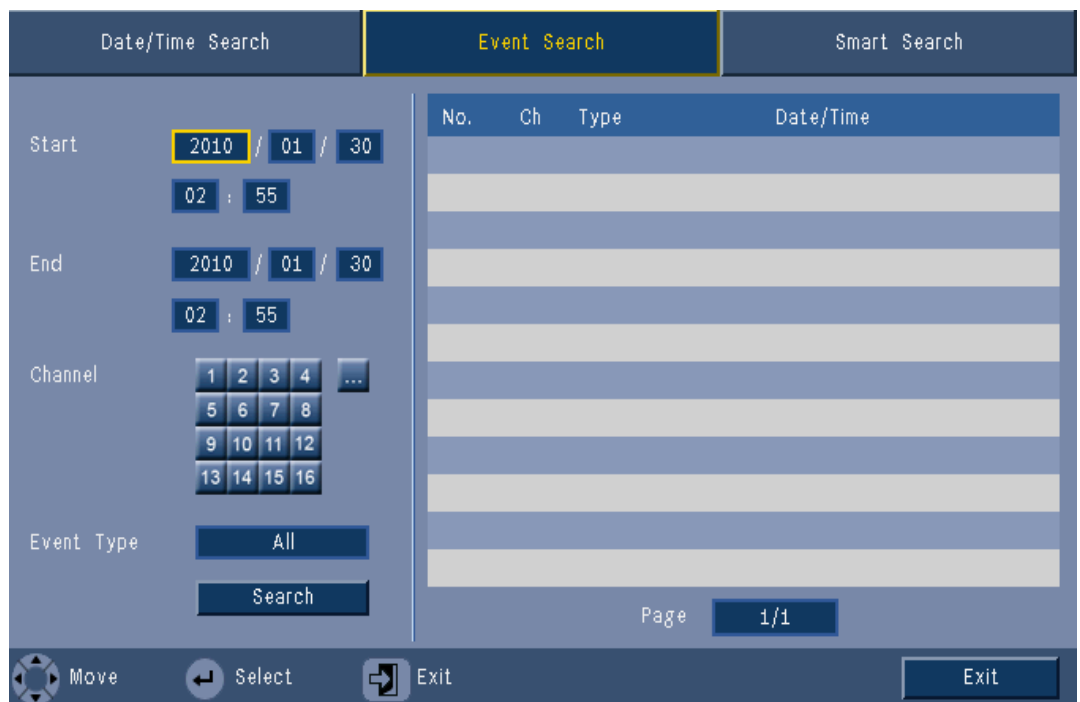 Date/Time Search
Event Search
Smart Search
Start
2010 / 01 / 30
02 : 55
End
2010 / 01 / 30
02 : 55
Channel
1 2 3 4 ...
5 6 7 8
9 10 11 12
13 14 15 16
Event Type
All
Search
No. Ch Type Date/Time
Page 1/1
Move
Select
Exit
Exit